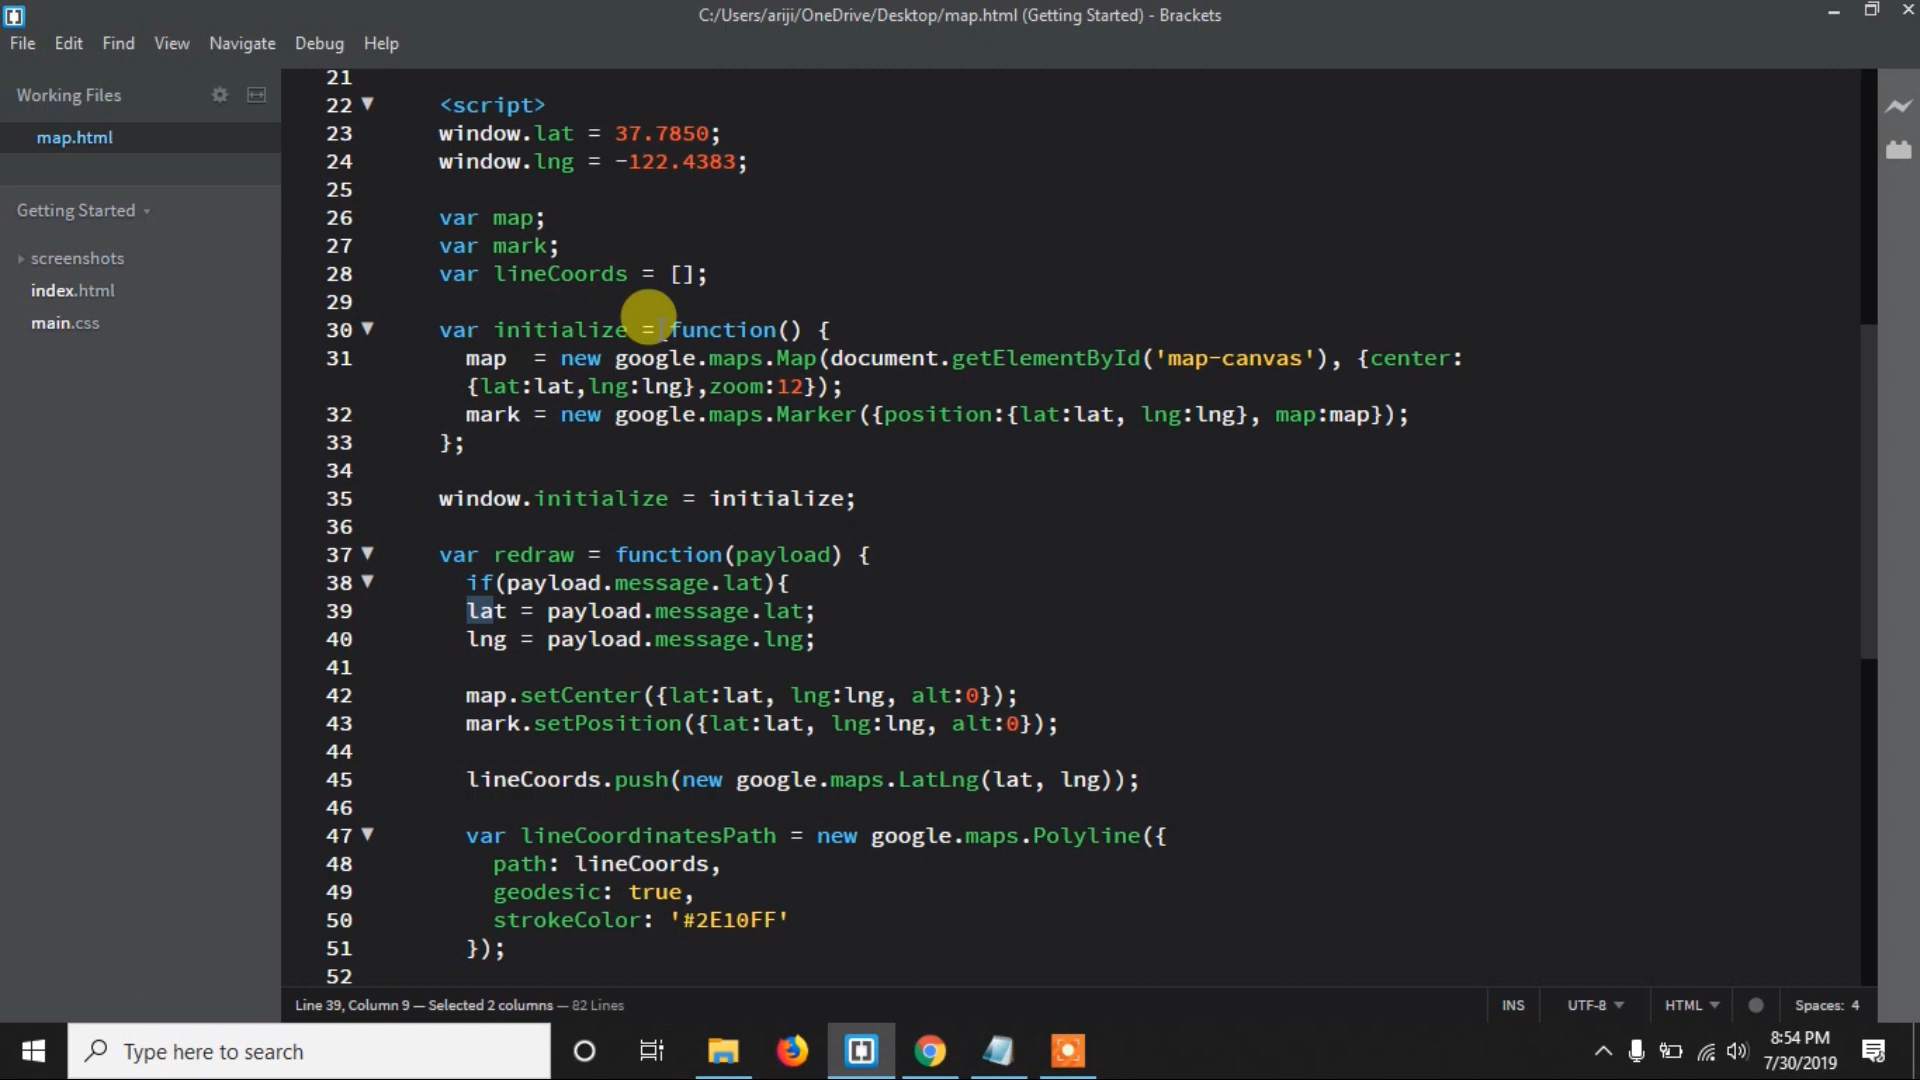 C:/Users/ariji/OneDrive/Desktop/map.html (Getting Started) - Brackets
File Edit Find View Navigate Debug Help
Working Files
map.html
Getting Started
screenshots
index.html
main.css
21
22 <script>
23 window.lat = 37.7850;
24 window.lng = -122.4383;
25
26 var map;
27 var mark;
28 var lineCoords = [];
29
30 var initialize = function() {
31 map  = new google.maps.Map(document.getElementById('map-canvas'), {center:
{lat:lat,lng:lng},zoom:12});
32 mark = new google.maps.Marker({position:{lat:lat, lng:lng}, map:map});
33 };
34
35 window.initialize = initialize;
36
37 var redraw = function(payload) {
38 if(payload.message.lat){
39 lat = payload.message.lat;
40 lng = payload.message.lng;
41
42 map.setCenter({lat:lat, lng:lng, alt:0});
43 mark.setPosition({lat:lat, lng:lng, alt:0});
44
45 lineCoords.push(new google.maps.LatLng(lat, lng));
46
47 var lineCoordinatesPath = new google.maps.Polyline({
48 path: lineCoords,
49 geodesic: true,
50 strokeColor: '#2E10FF'
51 });
52
Line 39, Column 9 — Selected 2 columns — 82 Lines
INS UTF-8 HTML Spaces: 4
Type here to search
8:54 PM
7/30/2019